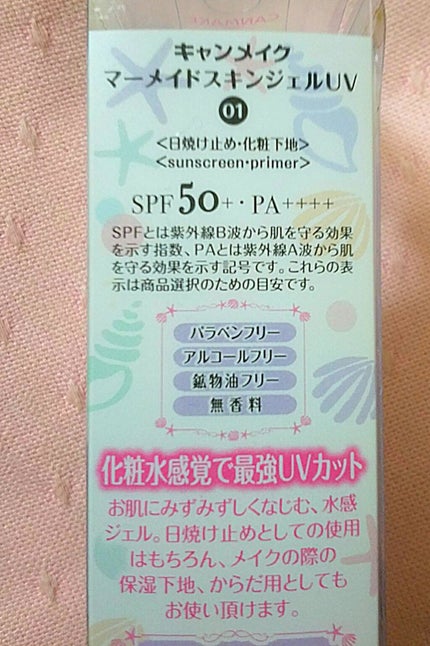 CANMAKE
キャンメイク
マーメイドスキンジェルUV
01
<日焼け止め・化粧下地>
<sunscreen・primer>
SPF50+・PA++++
SPFとは紫外線B波から肌を守る効果
を示す指数、PAとは紫外線A波から肌
を守る効果を示す記号です。これらの表
示は商品選択のための目安です。
パラベンフリー
アルコールフリー
鉱物油フリー
無香料
化粧水感覚で最強UVカット
お肌にみずみずしくなじむ、水感
ジェル。日焼け止めとしての使用
はもちろん、メイクの際の
保湿下地、からだ用としても
お使い頂けます。